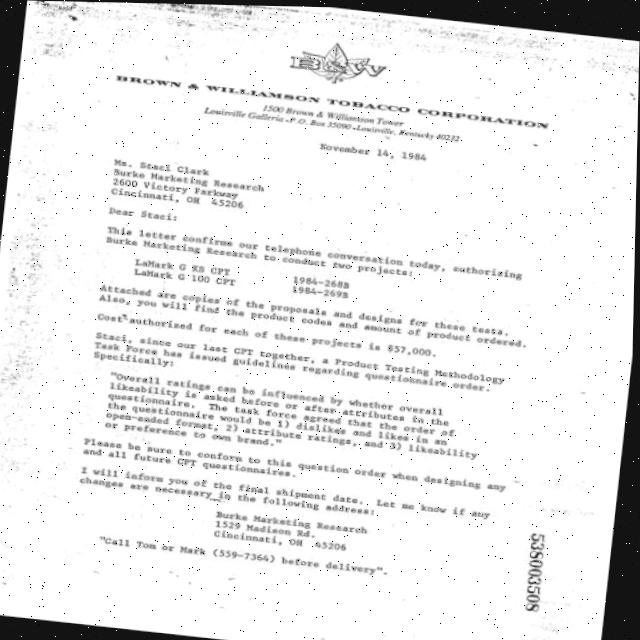 B&W
BROWN & WILLIAMSON TOBACCO CORPORATION
1500 Brown & Williamson Tower
Louisville Galleria • P.O. Box 35090 • Louisville, Kentucky 40232
November 14, 1984
Ms. Staci Clark
Burke Marketing Research
2600 Victory Parkway
Cincinnati, OH 45206
Dear Staci:
This letter confirms our telephone conversation today, authorizing
Burke Marketing Research to conduct two projects:
LaMark G KS CPT 1984-268B
LaMark G 100 CPT 1984-269B
Attached are copies of the proposals and designs for these tests.
Also, you will find the product codes and amount of product ordered.
Cost authorized for each of these projects is $57,000.
Staci, since our last CPT together, a Product Testing Methodology
Task Force has issued guidelines regarding questionnaire order.
Specifically:
"Overall ratings can be influenced by whether overall
likeability is asked before or after attributes in the
questionnaire. The task force agreed that the order of
the questionnaire would be 1) dislikes and likes in an
open-ended format, 2) attribute ratings, and 3) likeability
or preference to own brand."
Please be sure to conform to this question order when designing any
and all future CPT questionnaires.
I will inform you of the final shipment date. Let me know if any
changes are necessary in the following address:
Burke Marketing Research
1529 Madison Rd.
Cincinnati, OH 45206
"Call Tom or Mark (559-7364) before delivery".
538003508